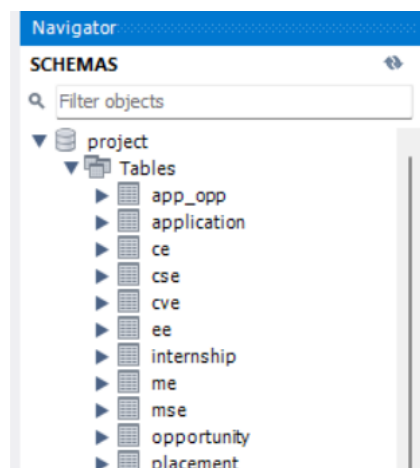 Navigator
SCHEMAS
Filter objects
project
Tables
app_opp
application
ce
cse
cve
ee
internship
me
mse
opportunity
placement